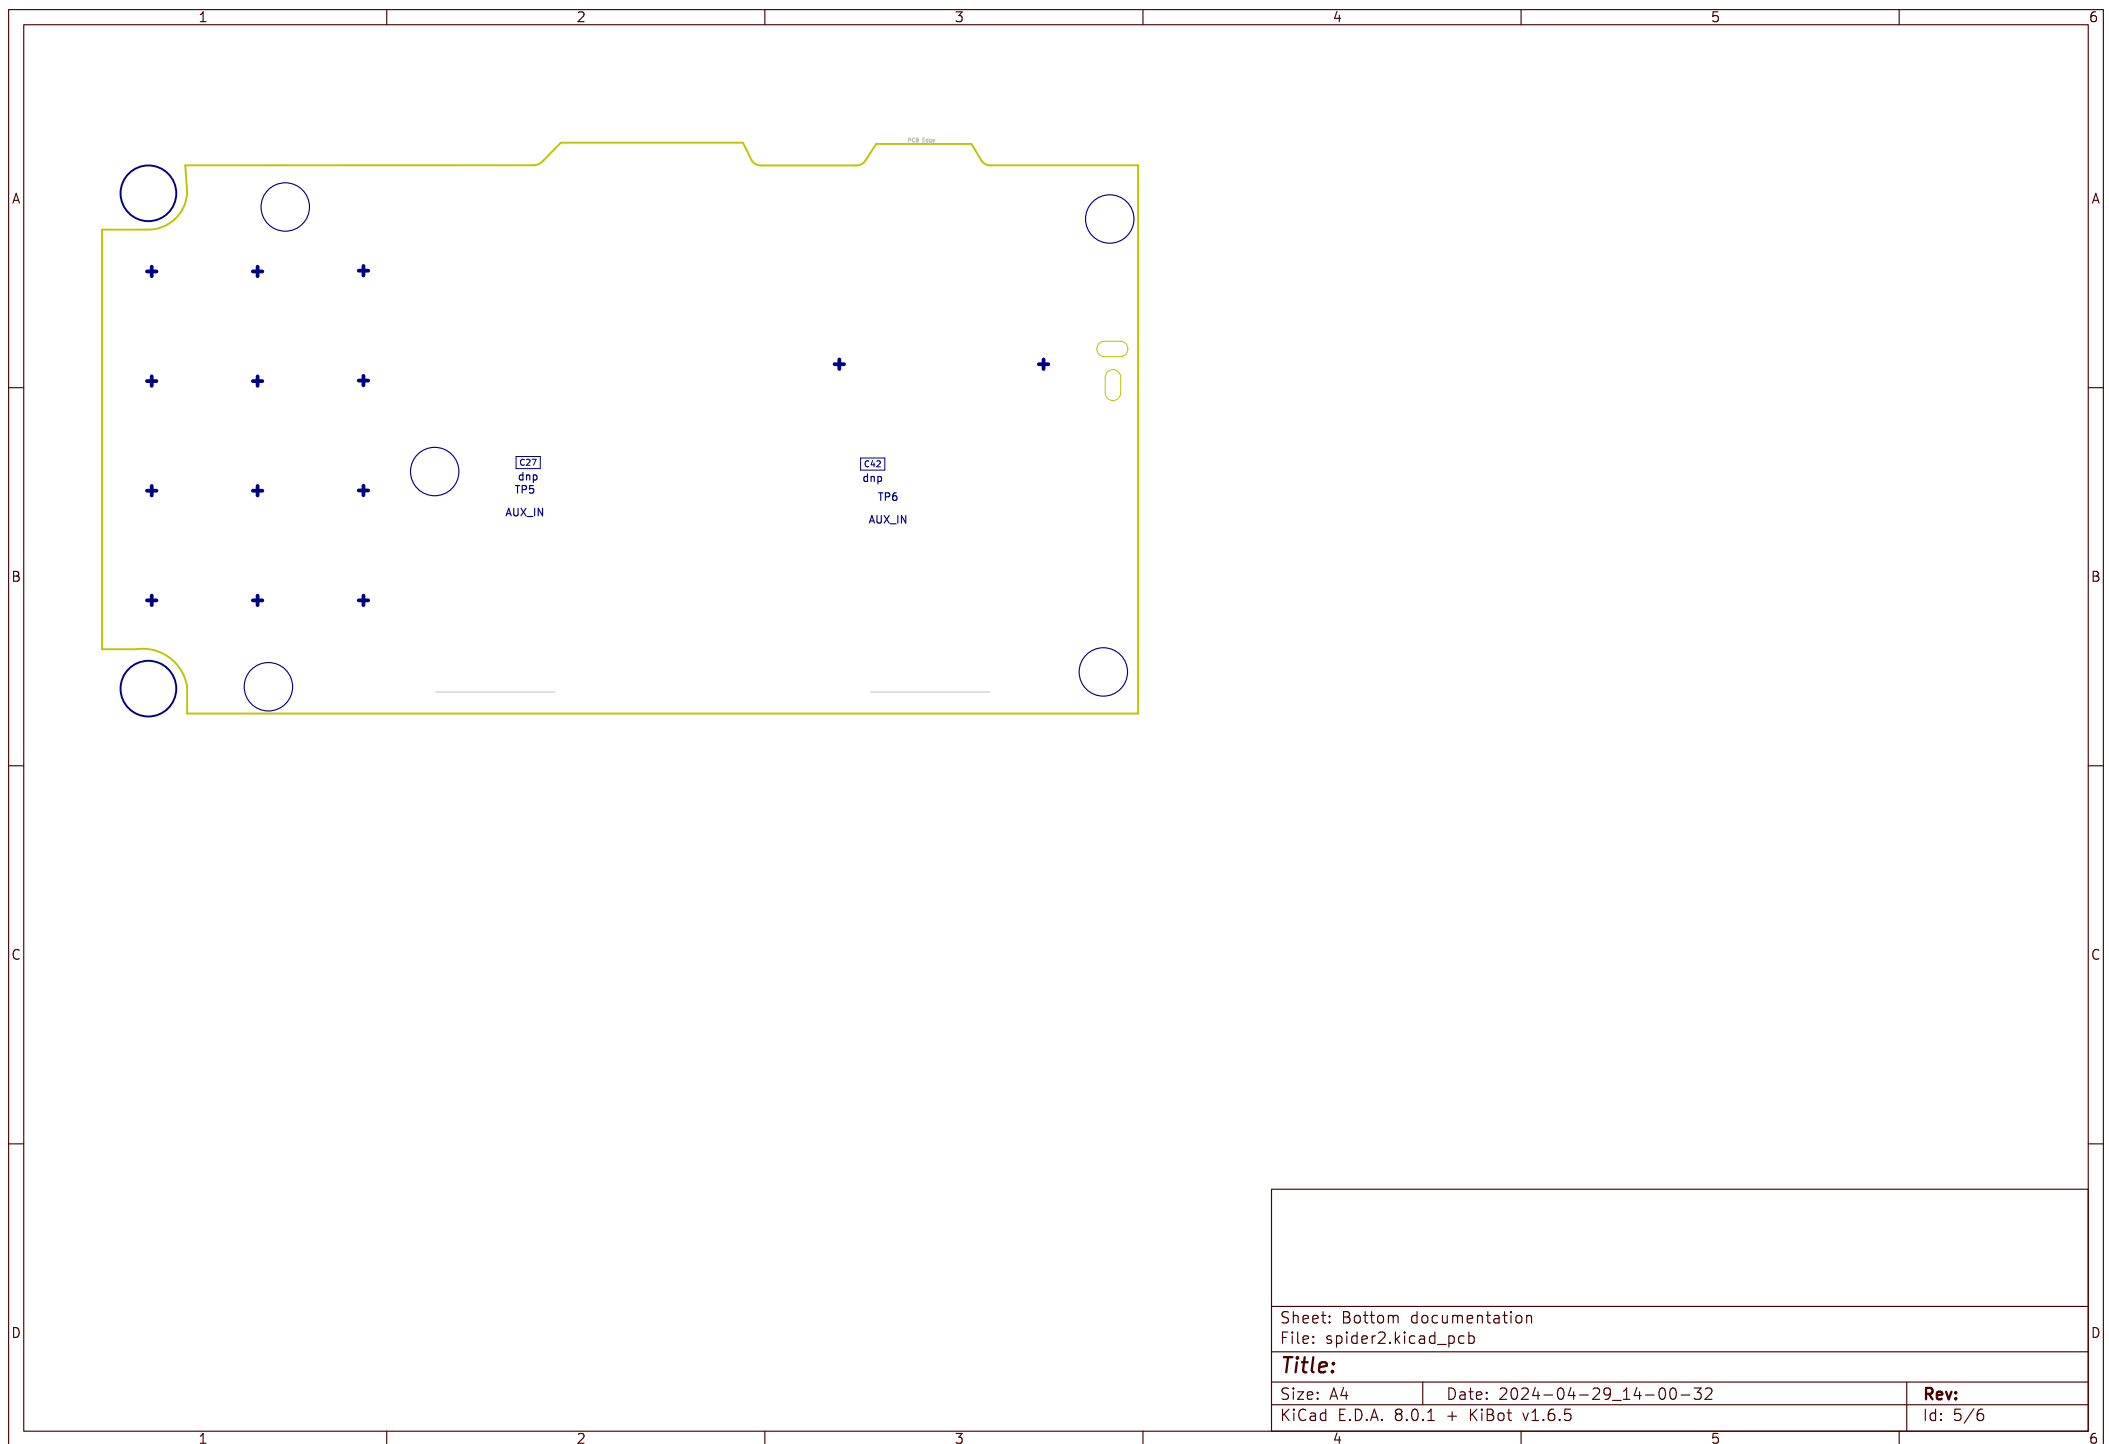 1 2 3 4 5 6
PCB Edge
A A
C27
dnp
TP5
AUX_IN
C42
dnp
TP6
AUX_IN
B B
C C
Sheet: Bottom documentation
File: spider2.kicad_pcb
D D
Title:
Size: A4 Date: 2024-04-29_14-00-32 Rev:
KiCad E.D.A. 8.0.1 + KiBot v1.6.5 Id: 5/6
1 2 3 4 5 6